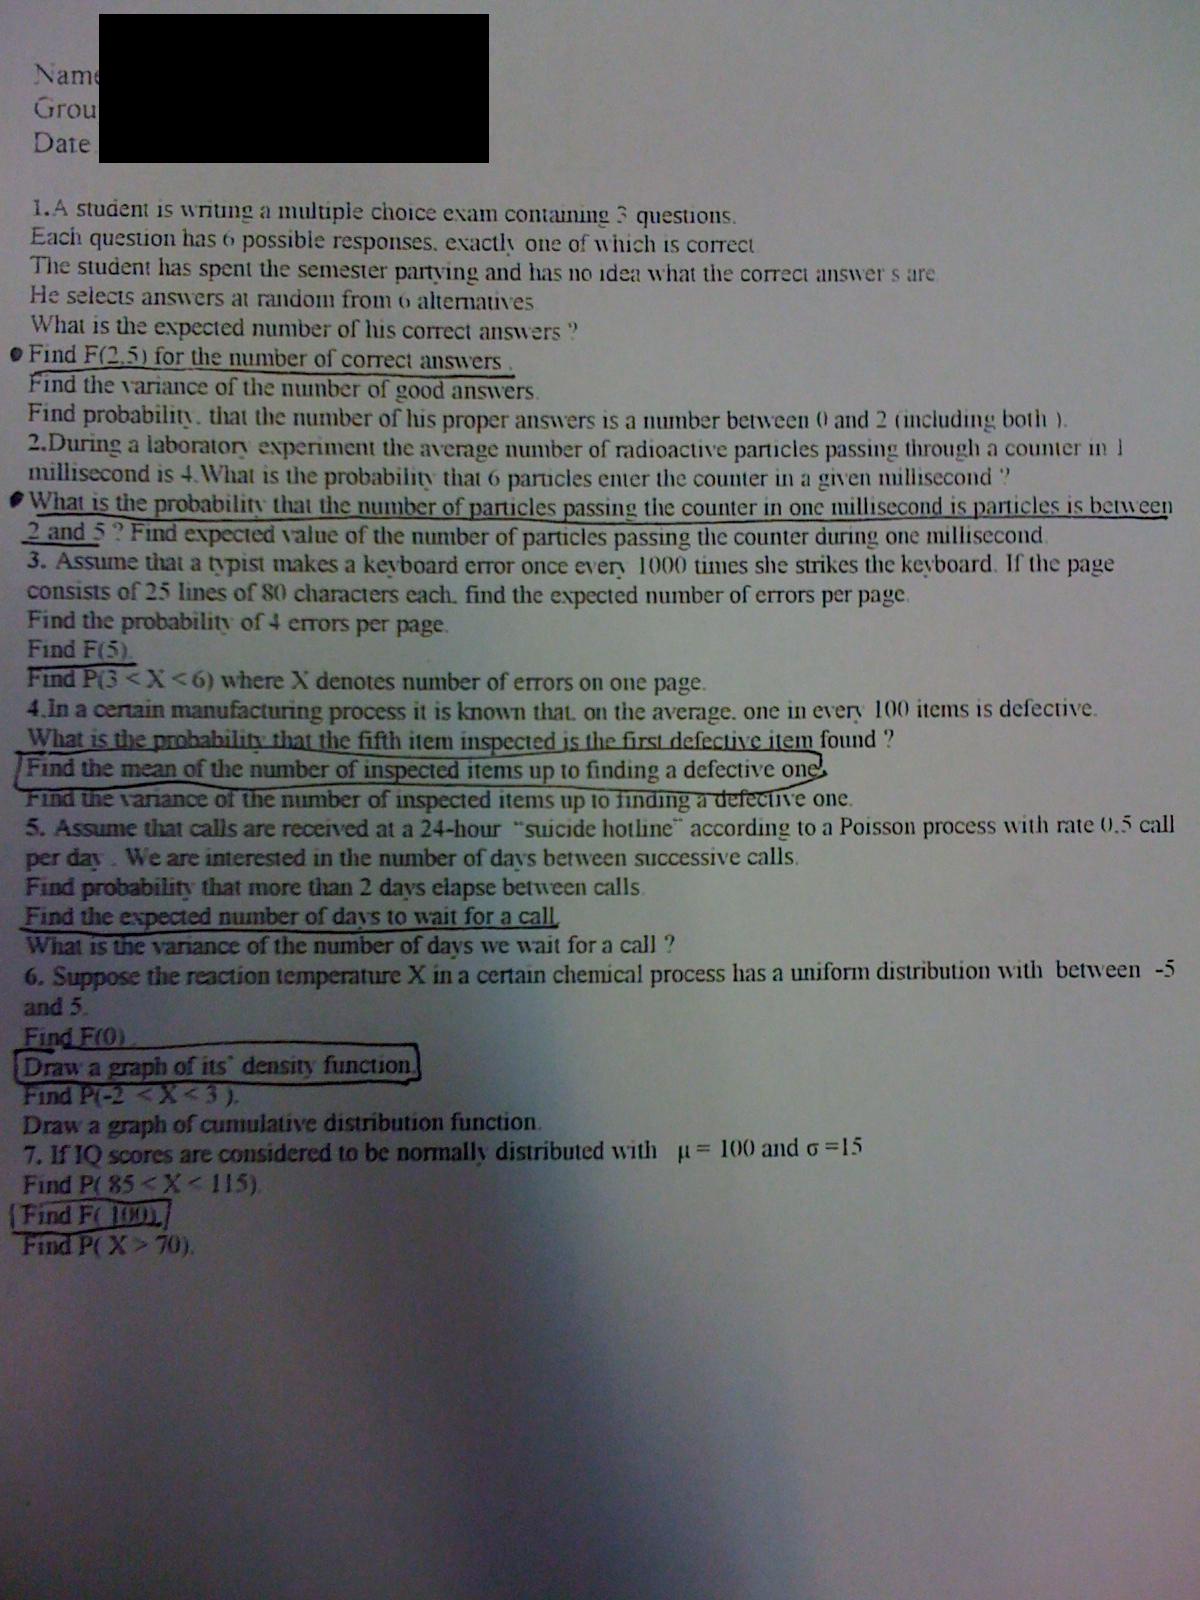 Name
Grou
Date
1.A student is writing a multiple choice exam containing 3 questions.
Each question has 6 possible responses, exactly one of which is correct
The student has spent the semester partying and has no idea what the correct answer s are.
He selects answers at random from 6 alternatives
What is the expected number of his correct answers ?
Find F(2,5) for the number of correct answers .
Find the variance of the number of good answers.
Find probability, that the number of his proper answers is a number between 0 and 2 (including both ).
2.During a laboratory experiment the average number of radioactive particles passing through a counter in 1
millisecond is 4.What is the probability that 6 particles enter the counter in a given millisecond ?
What is the probability that the number of particles passing the counter in one millisecond is particles is between
2 and 5 ? Find expected value of the number of particles passing the counter during one millisecond.
3. Assume that a typist makes a keyboard error once every 1000 times she strikes the keyboard. If the page
consists of 25 lines of 80 characters each, find the expected number of errors per page.
Find the probability of 4 errors per page.
Find F(5).
Find P(3 < X < 6) where X denotes number of errors on one page.
4.In a certain manufacturing process it is known that, on the average, one in every 100 items is defective.
What is the probability that the fifth item inspected is the first defective item found ?
Find the mean of the number of inspected items up to finding a defective one.
Find the variance of the number of inspected items up to finding a defective one.
5. Assume that calls are received at a 24-hour "suicide hotline" according to a Poisson process with rate 0.5 call
per day . We are interested in the number of days between successive calls.
Find probability that more than 2 days elapse between calls.
Find the expected number of days to wait for a call.
What is the variance of the number of days we wait for a call ?
6. Suppose the reaction temperature X in a certain chemical process has a uniform distribution with between -5
and 5.
Find F(0)
Draw a graph of its' density function.
Find P(-2 < X < 3 ).
Draw a graph of cumulative distribution function.
7. If IQ scores are considered to be normally distributed with μ = 100 and σ =15
Find P( 85 < X < 115).
Find F( 100).
Find P( X > 70).